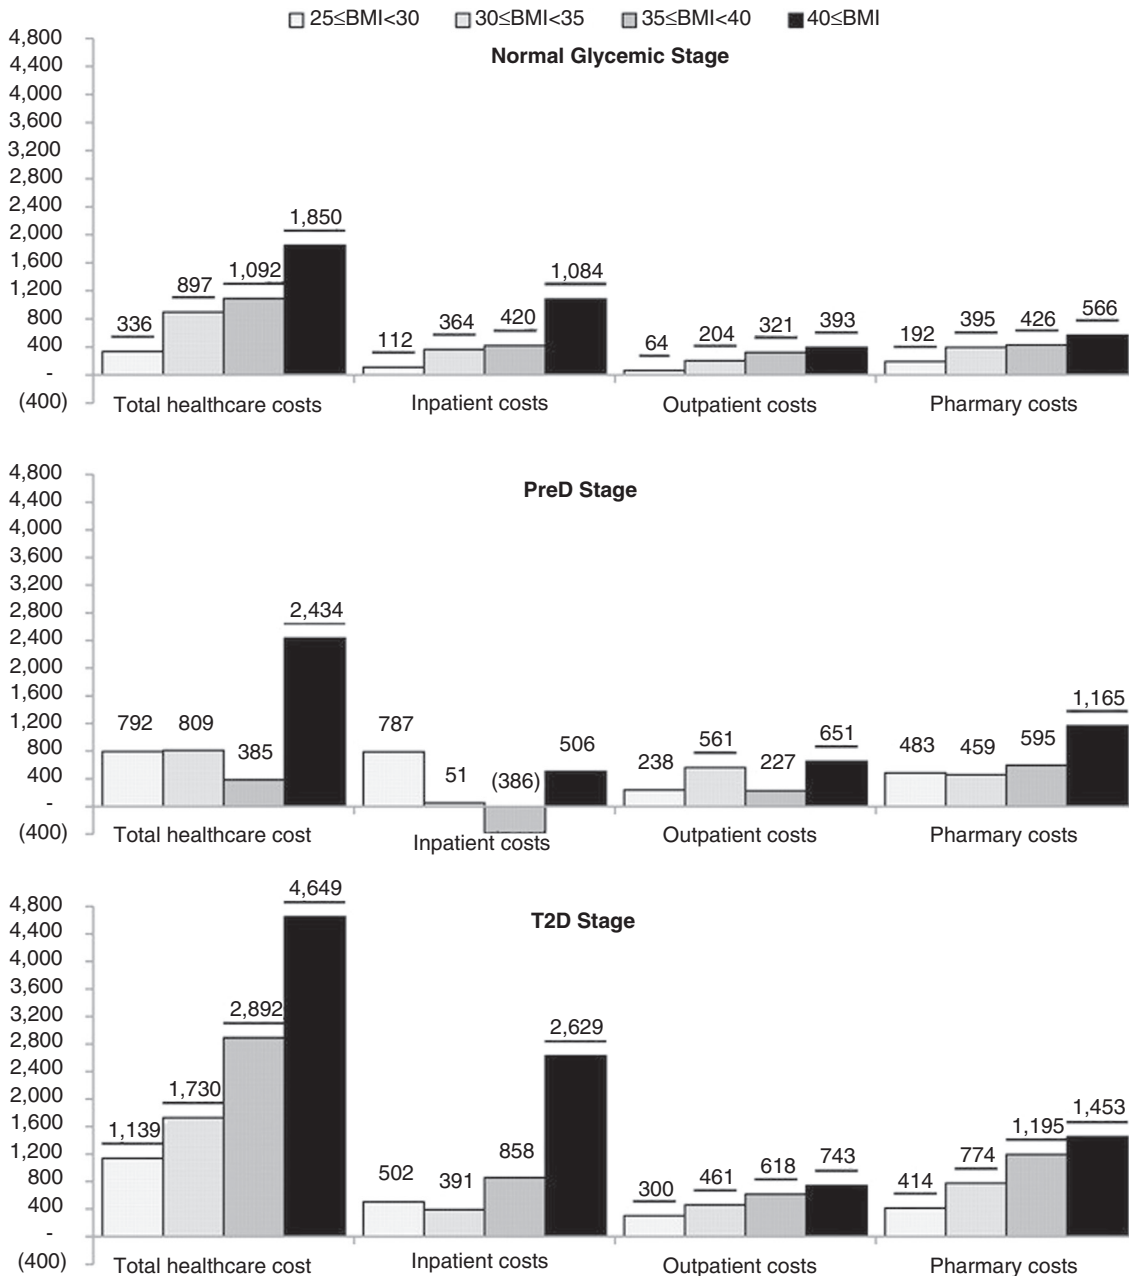 25≤BMI<30 30≤BMI<35 35≤BMI<40 40≤BMI
Normal Glycemic Stage
4,800
4,400
4,000
3,600
3,200
2,800
2,400
2,000
1,600
1,200
800
400
-
(400)
336 897 1,092 1,850
112 364 420 1,084
64 204 321 393
192 395 426 566
Total healthcare costs Inpatient costs Outpatient costs Pharmary costs
PreD Stage
4,800
4,400
4,000
3,600
3,200
2,800
2,400
2,000
1,600
1,200
800
400
-
(400)
792 809 385 2,434
787 51 (386) 506
238 561 227 651
483 459 595 1,165
Total healthcare cost Inpatient costs Outpatient costs Pharmary costs
T2D Stage
4,800
4,400
4,000
3,600
3,200
2,800
2,400
2,000
1,600
1,200
800
400
-
(400)
1,139 1,730 2,892 4,649
502 391 858 2,629
300 461 618 743
414 774 1,195 1,453
Total healthcare cost Inpatient costs Outpatient costs Pharmary costs